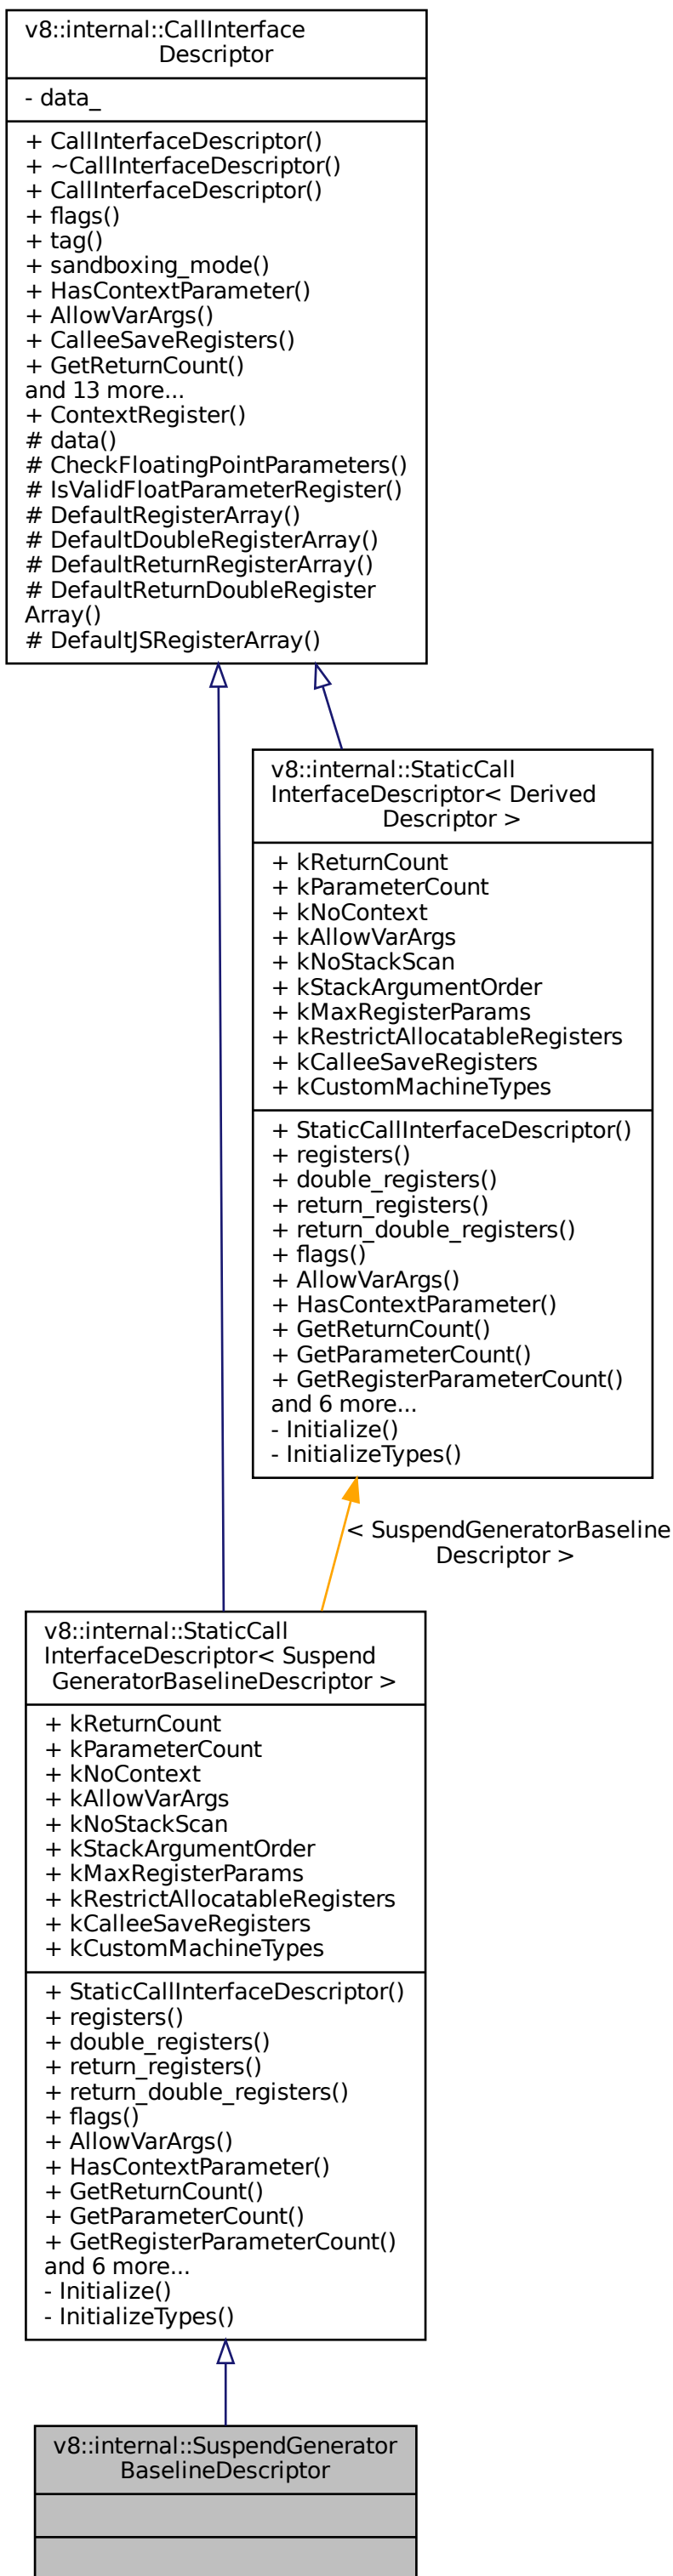 v8::internal::CallInterface
Descriptor
- data_
+ CallInterfaceDescriptor()
+ ~CallInterfaceDescriptor()
+ CallInterfaceDescriptor()
+ flags()
+ tag()
+ sandboxing_mode()
+ HasContextParameter()
+ AllowVarArgs()
+ CalleeSaveRegisters()
+ GetReturnCount()
and 13 more...
+ ContextRegister()
# data()
# CheckFloatingPointParameters()
# IsValidFloatParameterRegister()
# DefaultRegisterArray()
# DefaultDoubleRegisterArray()
# DefaultReturnRegisterArray()
# DefaultReturnDoubleRegister
Array()
# DefaultJSRegisterArray()
v8::internal::StaticCall
InterfaceDescriptor< Derived
Descriptor >
+ kReturnCount
+ kParameterCount
+ kNoContext
+ kAllowVarArgs
+ kNoStackScan
+ kStackArgumentOrder
+ kMaxRegisterParams
+ kRestrictAllocatableRegisters
+ kCalleeSaveRegisters
+ kCustomMachineTypes
+ StaticCallInterfaceDescriptor()
+ registers()
+ double_registers()
+ return_registers()
+ return_double_registers()
+ flags()
+ AllowVarArgs()
+ HasContextParameter()
+ GetReturnCount()
+ GetParameterCount()
+ GetRegisterParameterCount()
and 6 more...
- Initialize()
- InitializeTypes()
< SuspendGeneratorBaseline
Descriptor >
v8::internal::StaticCall
InterfaceDescriptor< Suspend
GeneratorBaselineDescriptor >
+ kReturnCount
+ kParameterCount
+ kNoContext
+ kAllowVarArgs
+ kNoStackScan
+ kStackArgumentOrder
+ kMaxRegisterParams
+ kRestrictAllocatableRegisters
+ kCalleeSaveRegisters
+ kCustomMachineTypes
+ StaticCallInterfaceDescriptor()
+ registers()
+ double_registers()
+ return_registers()
+ return_double_registers()
+ flags()
+ AllowVarArgs()
+ HasContextParameter()
+ GetReturnCount()
+ GetParameterCount()
+ GetRegisterParameterCount()
and 6 more...
- Initialize()
- InitializeTypes()
v8::internal::SuspendGenerator
BaselineDescriptor